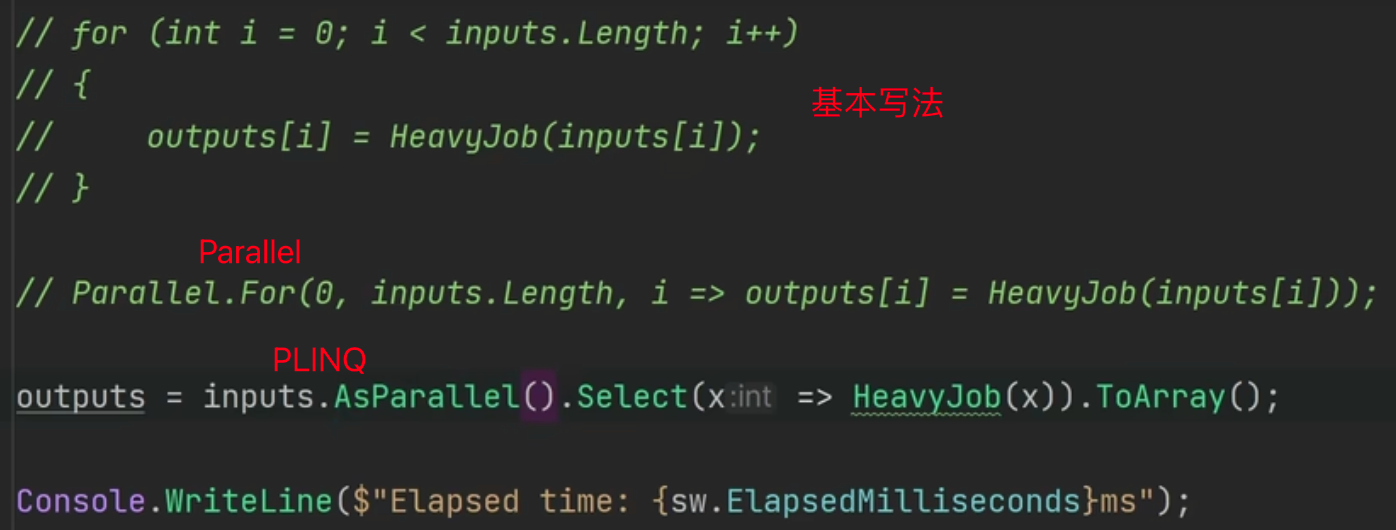 // for (int i = 0; i < inputs.Length; i++)
// {
基本写法
//     outputs[i] = HeavyJob(inputs[i]);
// }
Parallel
// Parallel.For(0, inputs.Length, i => outputs[i] = HeavyJob(inputs[i]));
PLINQ
outputs = inputs.AsParallel().Select(x:int => HeavyJob(x)).ToArray();
Console.WriteLine($"Elapsed time: {sw.ElapsedMilliseconds}ms");